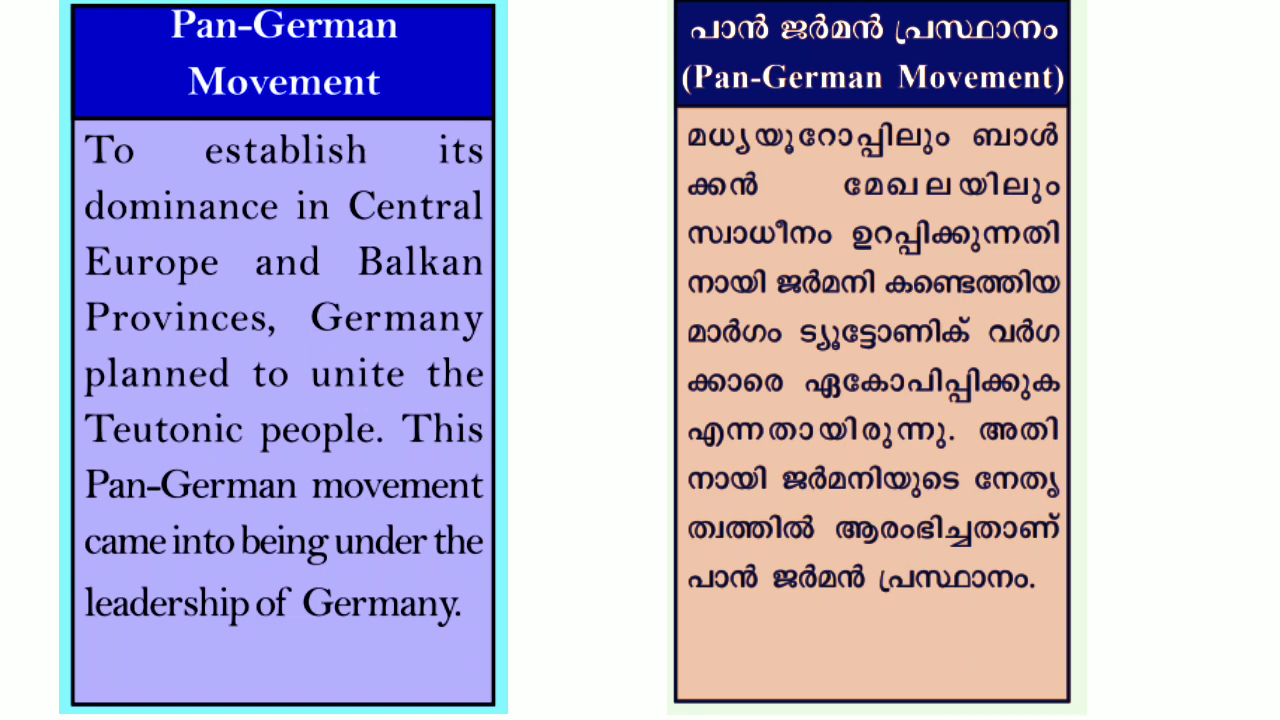 Pan-German
Movement
To establish its
dominance in Central
Europe and Balkan
Provinces, Germany
planned to unite the
Teutonic people. This
Pan-German movement
came into being under the
leadership of Germany.
പാൻ ജർമൻ പ്രസ്ഥാനം
(Pan-German Movement)
മധ്യയൂറോപ്പിലും ബാൾ
ക്കൻ മേഖലയിലും
സ്വാധീനം ഉറപ്പിക്കുന്നതി
നായി ജർമനി കണ്ടെത്തിയ
മാർഗം ട്യൂട്ടോണിക് വർഗ
ക്കാരെ ഏകോപിപ്പിക്കുക
എന്നതായിരുന്നു. അതി
നായി ജർമനിയുടെ നേതൃ
ത്വത്തിൽ ആരംഭിച്ചതാണ്
പാൻ ജർമൻ പ്രസ്ഥാനം.